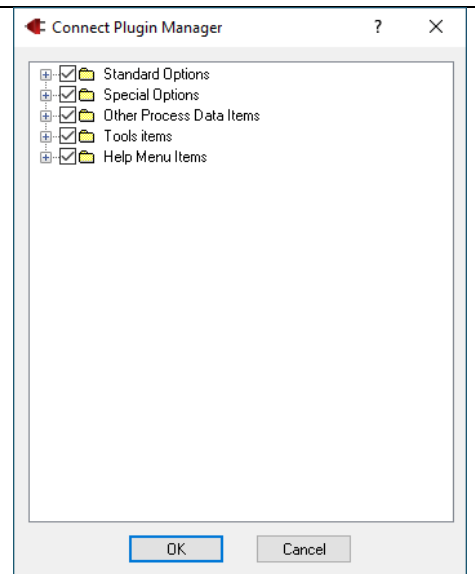 Connect Plugin Manager ?
Standard Options
Special Options
Other Process Data Items
Tools items
Help Menu Items
OK Cancel